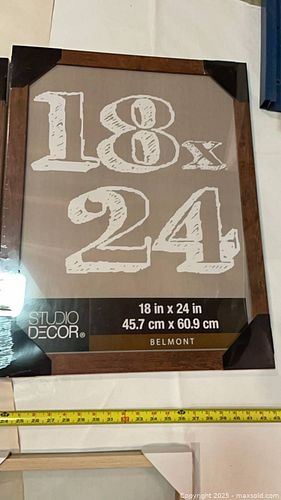 18x
24
STUDIO
DECOR®
18 in x 24 in
45.7 cm x 60.9 cm
BELMONT
Copyright 2025 - maxsold.com